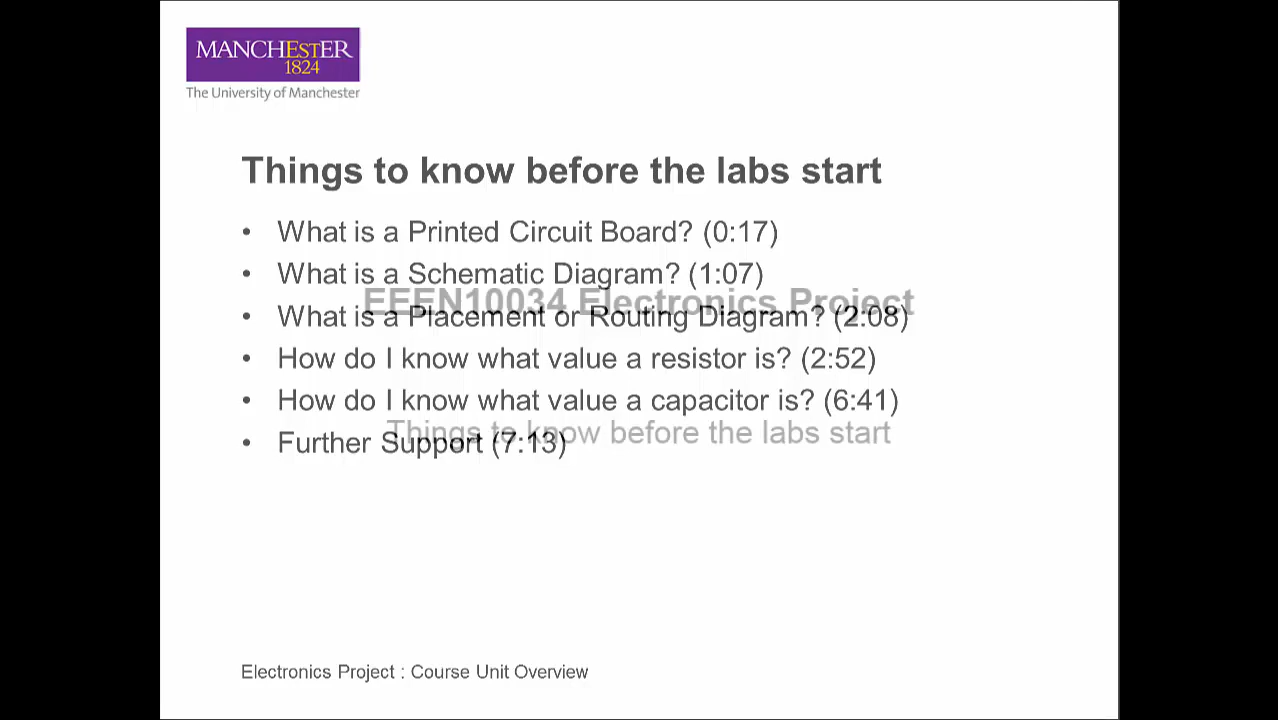 MANCHESTER
1824
The University of Manchester
Things to know before the labs start
• What is a Printed Circuit Board? (0:17)
• What is a Schematic Diagram? (1:07)
EEEN10034 Electronics Project
• What is a Placement or Routing Diagram? (2:08)
• How do I know what value a resistor is? (2:52)
• How do I know what value a capacitor is? (6:41)
Things to know before the labs start
• Further Support (7:13)
Electronics Project : Course Unit Overview